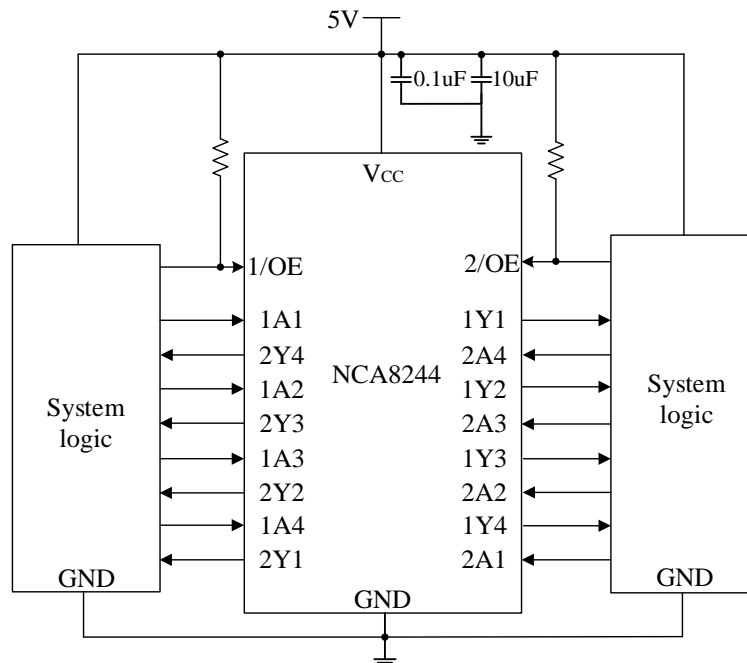 5V
0.1uF
10uF
VCC
1/OE
2/OE
1A1
1Y1
2Y4
2A4
NCA8244
1A2
1Y2
System
logic
System
logic
2Y3
2A3
1A3
1Y3
2Y2
2A2
1A4
1Y4
2Y1
2A1
GND
GND
GND